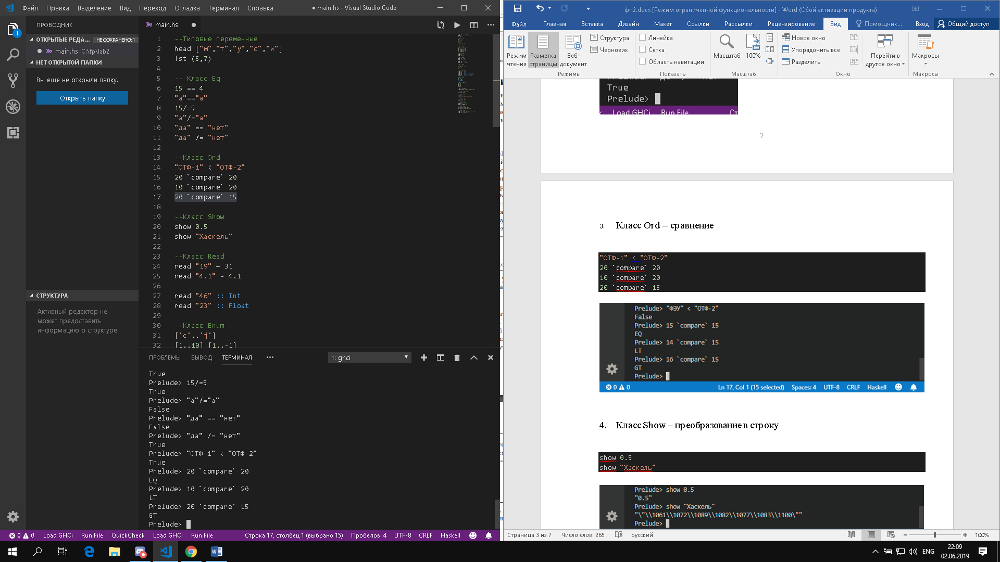 Файл Правка Выделение Вид Переход Отладка Терминал Справка
● main.hs - Visual Studio Code
ПРОВОДНИК
ОТКРЫТЫЕ РЕДА... НЕСОХРАНЕНО:1
main.hs C:\fp\lab2
НЕТ ОТКРЫТОЙ ПАПКИ
Вы еще не открыли папку.
Открыть папку
СТРУКТУРА
Активный редактор не
может предоставить
информацию о структуре.
1
main.hs
1 --Типовые переменные
2 head ["м","т","у","с","и"]
3 fst (5,7)
4
5 -- Класс Eq
6 15 == 4
7 "a"=="a"
8 15/=5
9 "a"/="a"
10 "да" == "нет"
11 "да" /= "нет"
12
13 --Класс Ord
14 "ОТФ-1" < "ОТФ-2"
15 20 `compare` 20
16 10 `compare` 20
17 20 `compare` 15
18
19 --Класс Show
20 show 0.5
21 show "Хаскель"
22
23 --Класс Read
24 read "19" + 31
25 read "4.1" - 4.1
26
27 read "46" :: Int
28 read "23" :: Float
29
30 --Класс Enum
31 ['c'..'j']
32 [1..10] [1..-1]
ПРОБЛЕМЫ ВЫВОД ТЕРМИНАЛ ... 1: ghci
True
Prelude> 15/=5
True
Prelude> "a"/="a"
False
Prelude> "да" == "нет"
False
Prelude> "да" /= "нет"
True
Prelude> "ОТФ-1" < "ОТФ-2"
True
Prelude> 20 `compare` 20
EQ
Prelude> 10 `compare` 20
LT
Prelude> 20 `compare` 15
GT
Prelude>
0 0 Load GHCi Run File QuickCheck Load GHCi Run File Строка 17, столбец 1 (выбрано 15) Пробелов: 4 UTF-8 CRLF Haskell
фп2.docx [Режим ограниченной функциональности] - Word (Сбой активации продукта)
Файл Главная Вставка Дизайн Макет Ссылки Рассылки Рецензирование Вид Помощник... Вход Общий доступ
Режим чтения
Разметка страницы
Веб-документ
Структура
Черновик
Режимы
Линейка
Сетка
Область навигации
Показать
Масштаб
100
100%
Масштаб
Новое окно
Упорядочить все
Разделить
Перейти в другое окно
Окно
Макросы
Макросы
True
Prelude>
Load GHCi Run File Ст
2
3. Класс Ord – сравнение
"ОТФ-1" < "ОТФ-2"
20 `compare` 20
10 `compare` 20
20 `compare` 15
Prelude> "ФЭУ" < "ОТФ-2"
False
Prelude> 15 `compare` 15
EQ
Prelude> 14 `compare` 15
LT
Prelude> 16 `compare` 15
GT
Prelude>
0 0 Ln 17, Col 1 (15 selected) Spaces: 4 UTF-8 CRLF Haskell
4. Класс Show – преобразование в строку
show 0.5
show "Хаскель"
Prelude> show 0.5
"0.5"
Prelude> show "Хаскель"
"\"\\1061\\1072\\1089\\1082\\1077\\1083\\1100\""
Prelude>
Страница 3 из 7 Число слов: 265 русский 100%
ENG 22:09
02.06.2019